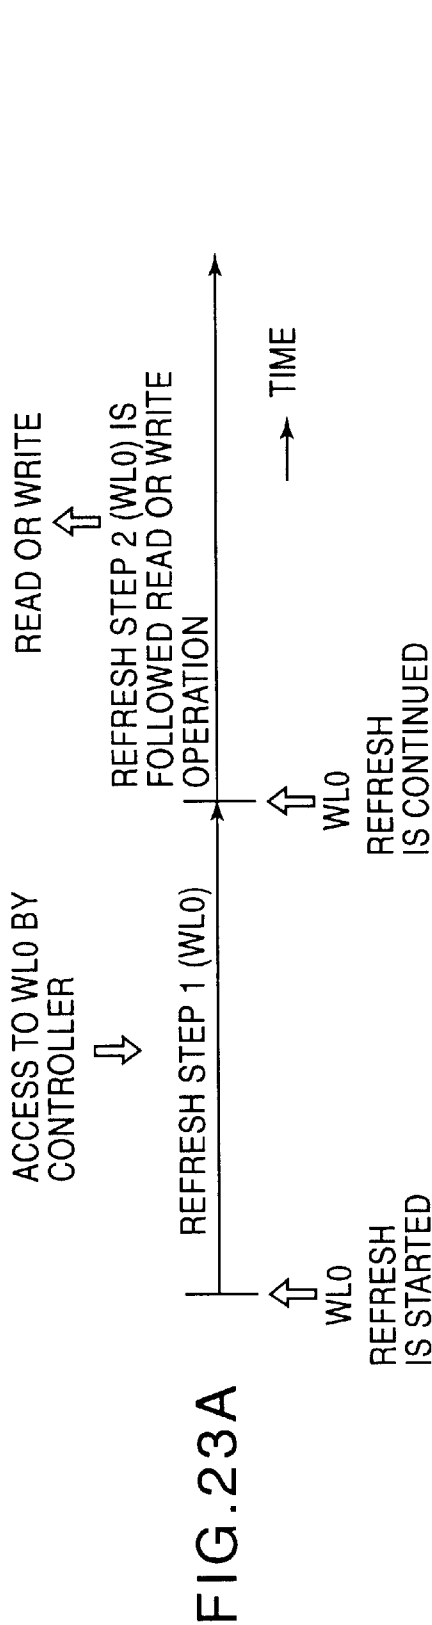 FIG.23A
ACCESS TO WL0 BY
CONTROLLER
READ OR WRITE
REFRESH STEP 1 (WL0)
REFRESH STEP 2 (WL0) IS
FOLLOWED READ OR WRITE
OPERATION
TIME
WL0
REFRESH
IS STARTED
WL0
REFRESH
IS CONTINUED